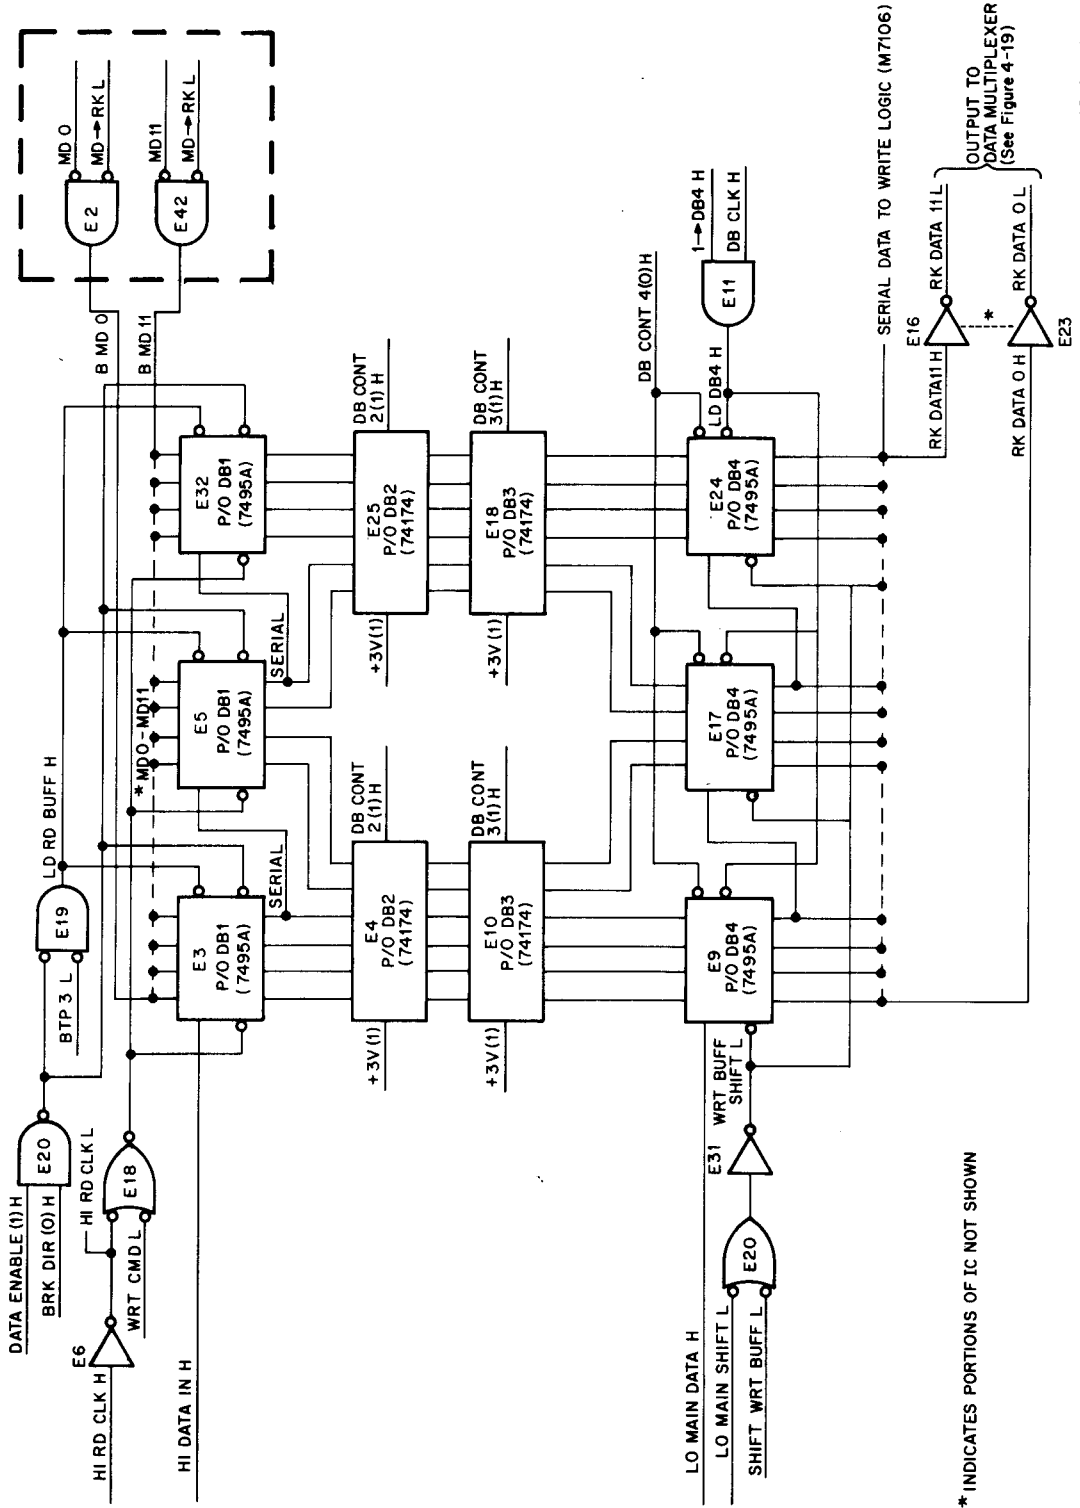 DATA ENABLE (1) H
BRK DIR (0) H
E20
BTP 3 L
E19
LD RD BUFF H
HI RD CLK H
E6
HI RD CLK L
WRT CMD L
E18
HI DATA IN H
MD 0
MD→RK L
E2
MD 11
MD→RK L
E42
B MD 0
B MD 11
* MD0-MD11
E3
P/O DB1
(7495A)
SERIAL
E5
P/O DB1
(7495A)
SERIAL
E32
P/O DB1
(7495A)
+3V (1)
E4
P/O DB2
(74174)
DB CONT
2(1) H
+3V (1)
E25
P/O DB2
(74174)
DB CONT
2(1) H
+3V (1)
E10
P/O DB3
(74174)
DB CONT
3(1) H
+3V (1)
E18
P/O DB3
(74174)
DB CONT
3(1) H
DB CONT 4(0) H
1→DB4 H
DB CLK H
E11
LD DB4 H
E9
P/O DB4
(7495A)
E17
P/O DB4
(7495A)
E24
P/O DB4
(7495A)
LO MAIN DATA H
LO MAIN SHIFT L
SHIFT WRT BUFF L
E20
E31
WRT BUFF
SHIFT L
SERIAL DATA TO WRITE LOGIC (M7106)
RK DATA 11 H
E16
RK DATA 11 L
*
RK DATA 0 H
E23
RK DATA 0 L
OUTPUT TO
DATA MULTIPLEXER
(See Figure 4-19)
* INDICATES PORTIONS OF IC NOT SHOWN